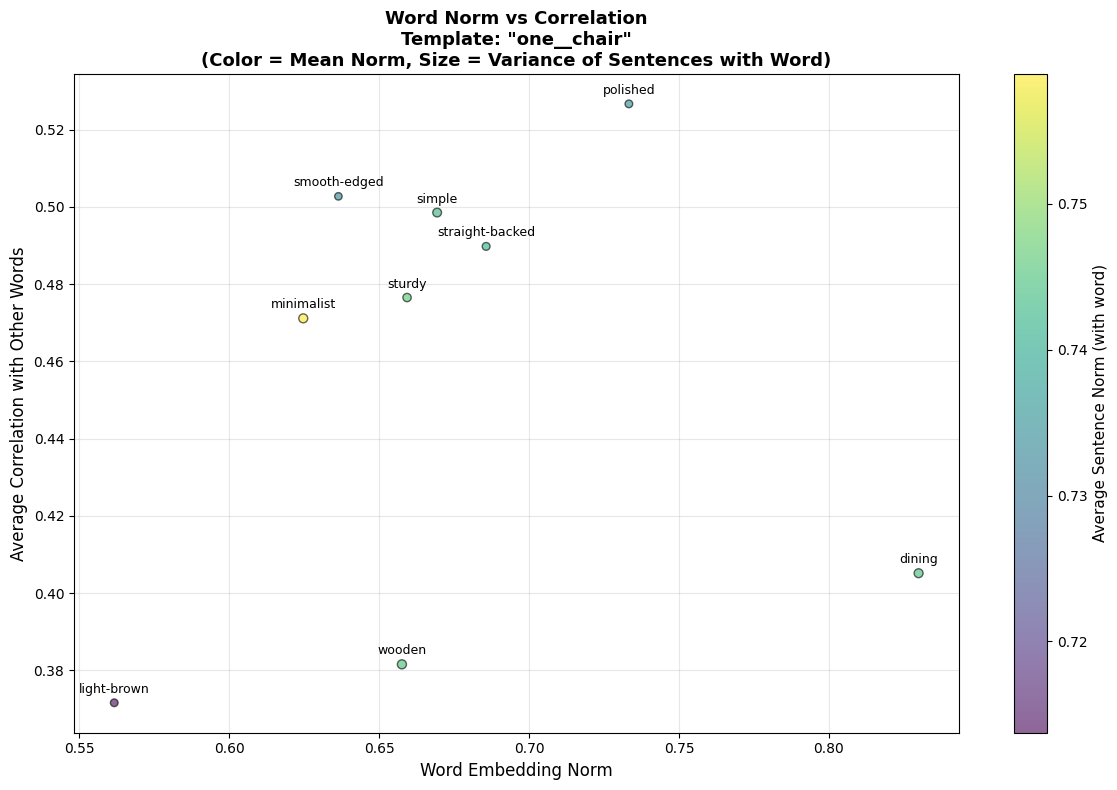 Word Norm vs Correlation
Template: "one__chair"
(Color = Mean Norm, Size = Variance of Sentences with Word)
polished
smooth-edged
simple
straight-backed
sturdy
minimalist
dining
wooden
light-brown
0.52
0.50
0.48
0.46
0.44
0.42
0.40
0.38
Average Correlation with Other Words
0.55
0.60
0.65
0.70
0.75
0.80
Word Embedding Norm
0.75
0.74
0.73
0.72
Average Sentence Norm (with word)